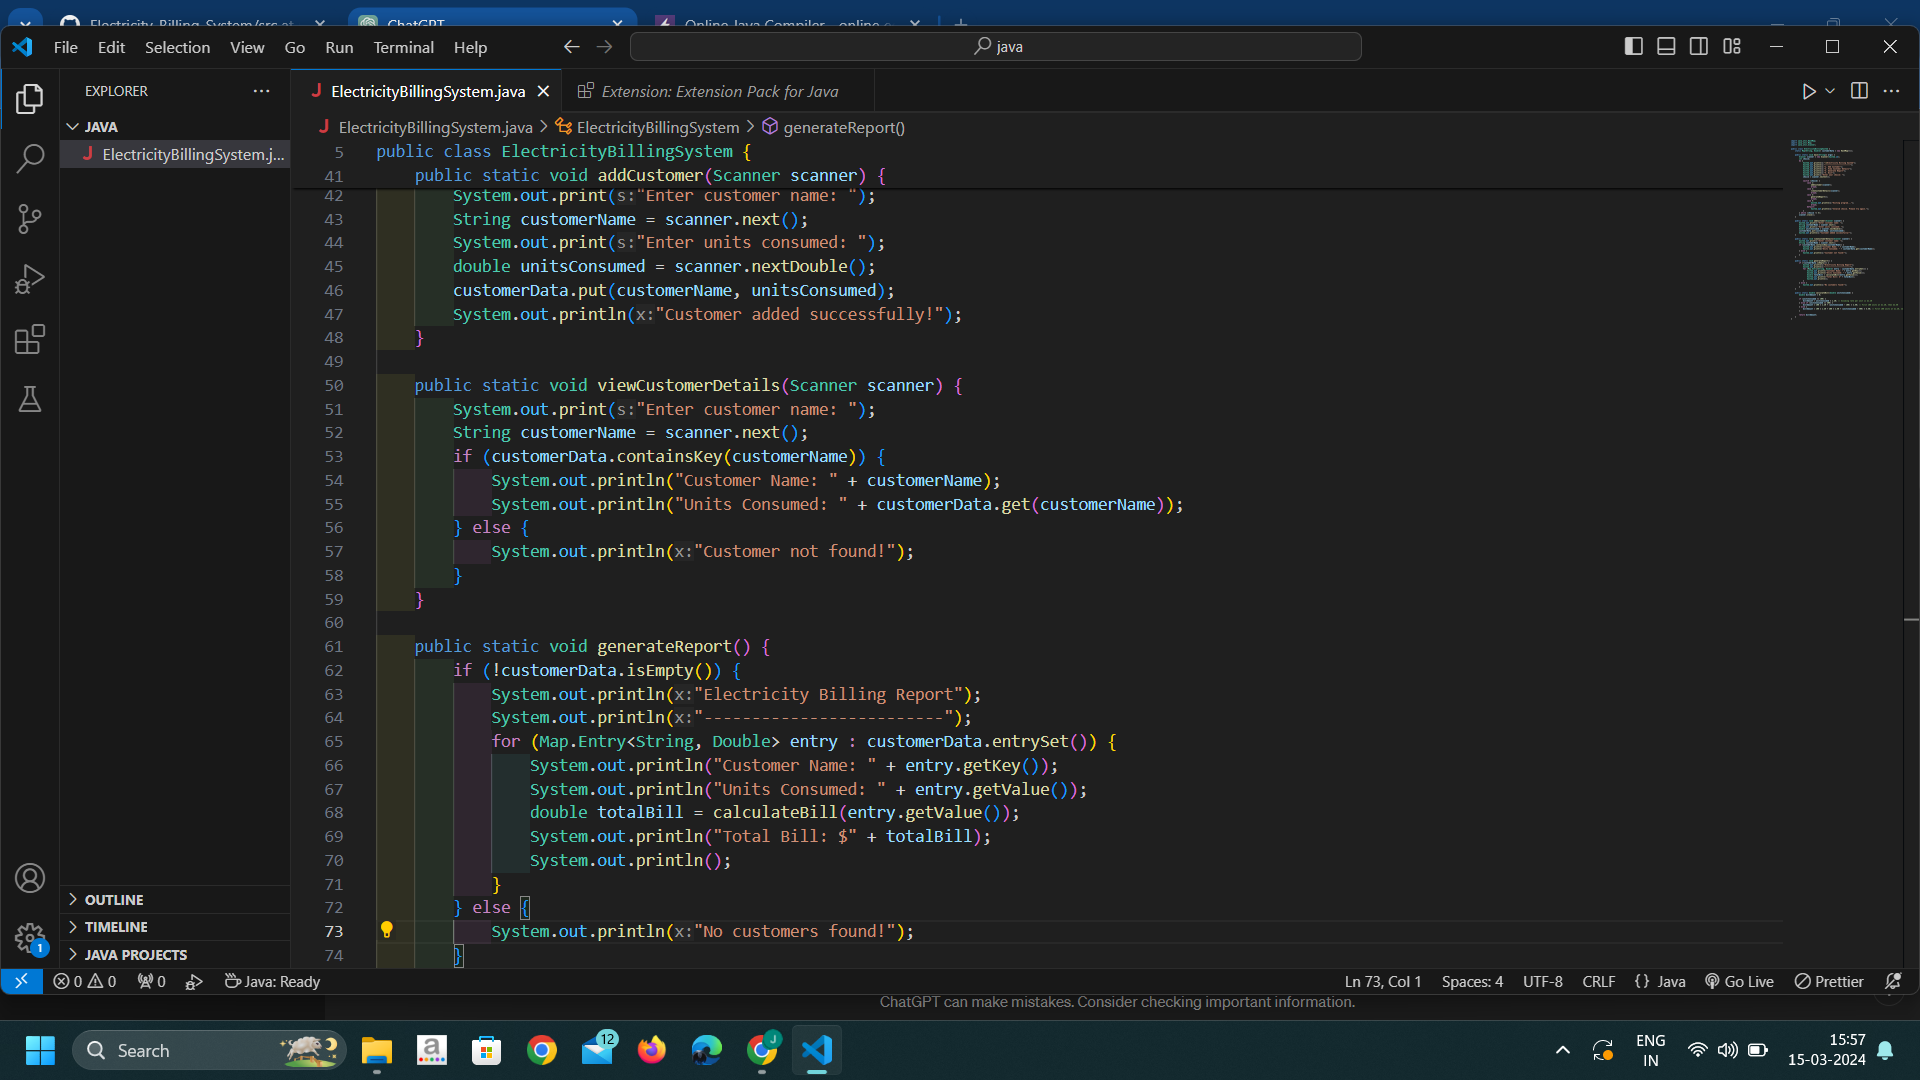 Electricity_Billing_System/src at
ChatGPT
Online Java Compiler - online e
File Edit Selection View Go Run Terminal Help
java
EXPLORER
ElectricityBillingSystem.java
Extension: Extension Pack for Java
JAVA
ElectricityBillingSystem.j...
ElectricityBillingSystem.java > ElectricityBillingSystem > generateReport()
5 public class ElectricityBillingSystem {
41 public static void addCustomer(Scanner scanner) {
42 System.out.print(s:"Enter customer name: ");
43 String customerName = scanner.next();
44 System.out.print(s:"Enter units consumed: ");
45 double unitsConsumed = scanner.nextDouble();
46 customerData.put(customerName, unitsConsumed);
47 System.out.println(x:"Customer added successfully!");
48 }
49
50 public static void viewCustomerDetails(Scanner scanner) {
51 System.out.print(s:"Enter customer name: ");
52 String customerName = scanner.next();
53 if (customerData.containsKey(customerName)) {
54 System.out.println("Customer Name: " + customerName);
55 System.out.println("Units Consumed: " + customerData.get(customerName));
56 } else {
57 System.out.println(x:"Customer not found!");
58 }
59 }
60
61 public static void generateReport() {
62 if (!customerData.isEmpty()) {
63 System.out.println(x:"Electricity Billing Report");
64 System.out.println(x:"-------------------------");
65 for (Map.Entry<String, Double> entry : customerData.entrySet()) {
66 System.out.println("Customer Name: " + entry.getKey());
67 System.out.println("Units Consumed: " + entry.getValue());
68 double totalBill = calculateBill(entry.getValue());
69 System.out.println("Total Bill: $" + totalBill);
70 System.out.println();
71 }
72 } else {
73 System.out.println(x:"No customers found!");
74 }
OUTLINE
TIMELINE
JAVA PROJECTS
1
0 0 0 Java: Ready
Ln 73, Col 1 Spaces: 4 UTF-8 CRLF {} Java Go Live Prettier
ChatGPT can make mistakes. Consider checking important information.
Search
a
12
J
ENG
IN
15:57
15-03-2024